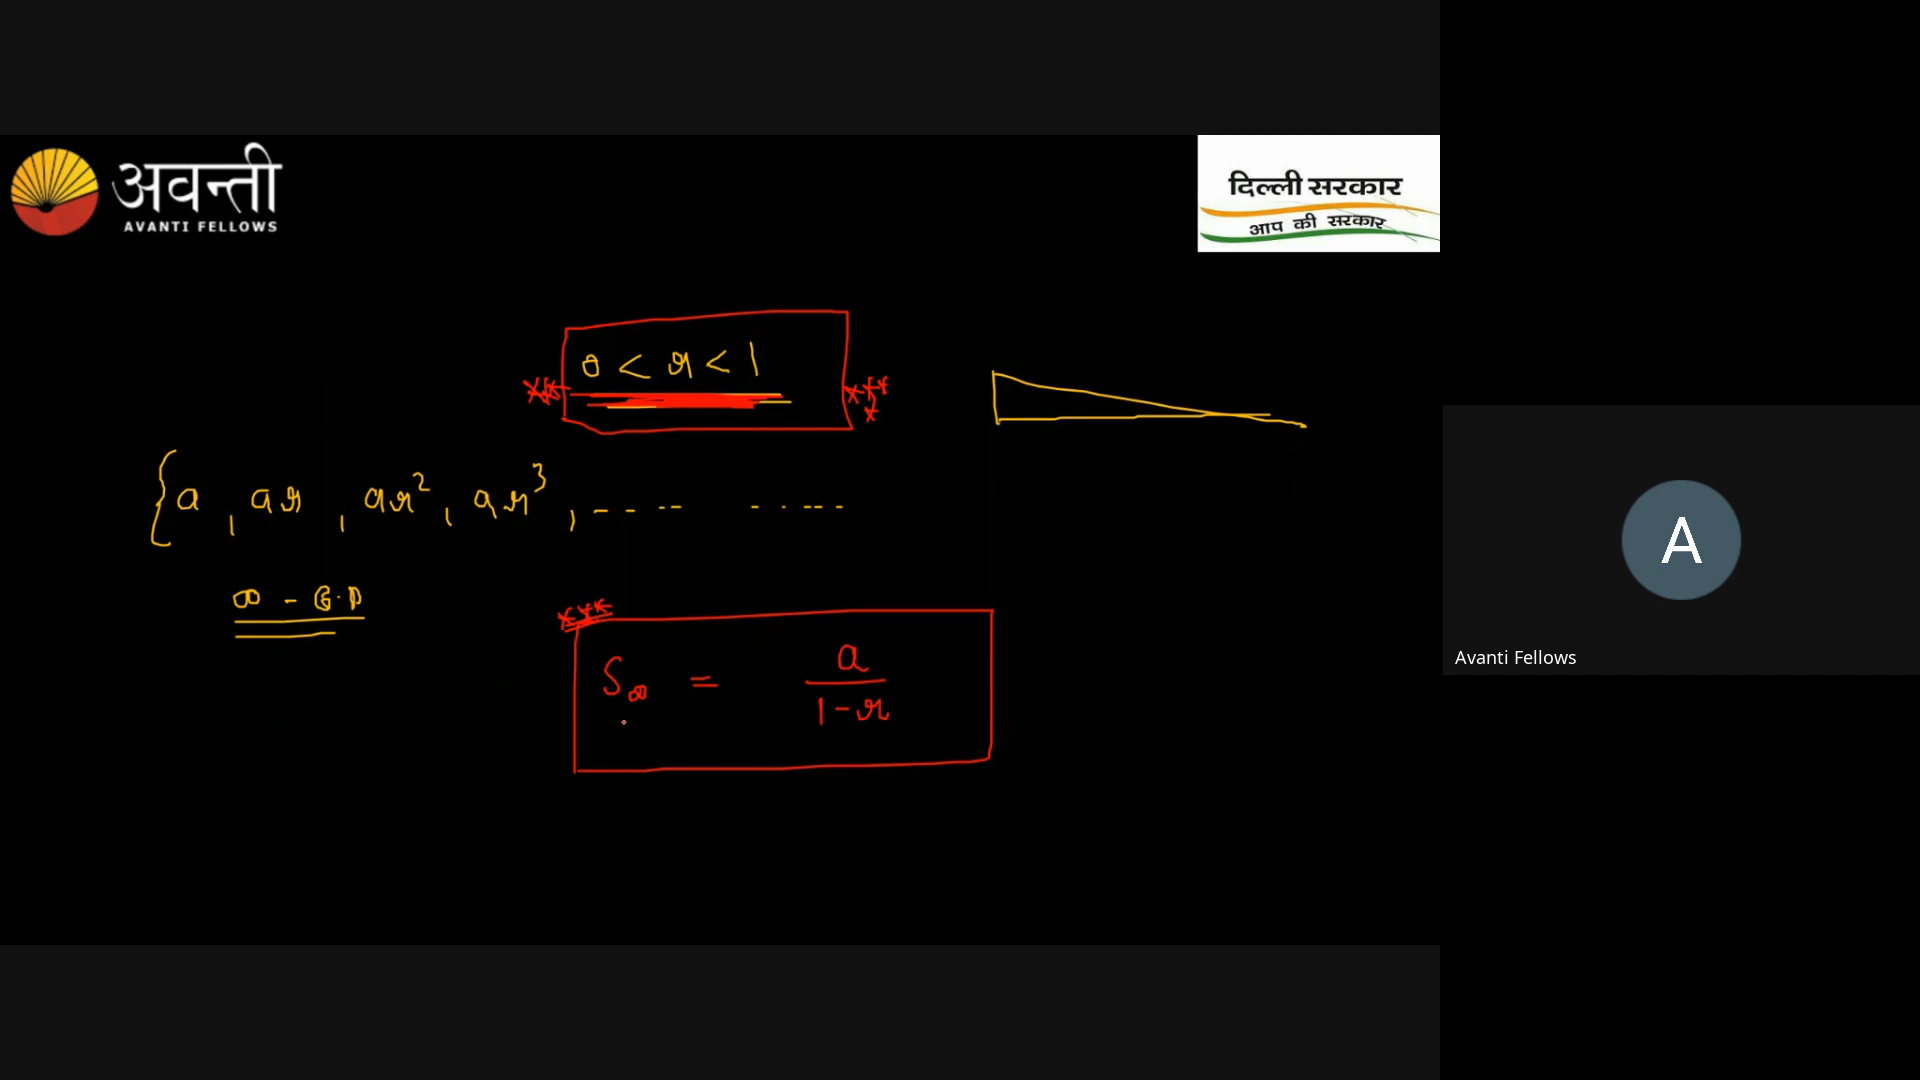 अवन्ती
AVANTI FELLOWS
दिल्ली सरकार
आप की सरकार
0 < r < 1
{ a , ar , ar² , ar³ , ---- -----
∞ - G.P
S∞ = a / 1-r
A
Avanti Fellows